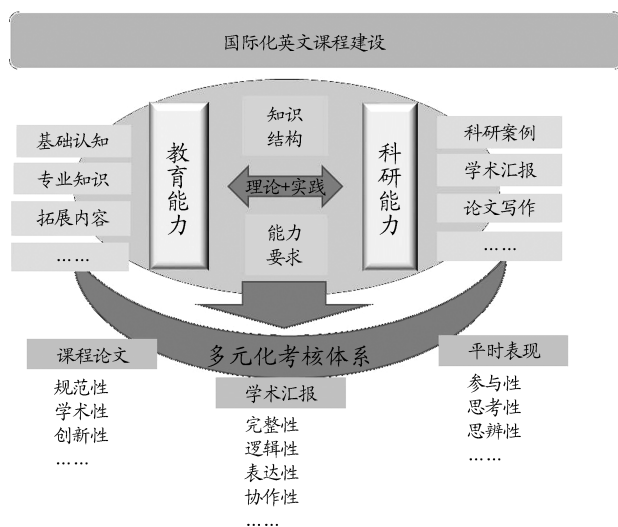 国际化英文课程建设
基础认知
专业知识
拓展内容
……
教育能力
知识
结构
理论+实践
能力
要求
科研能力
科研案例
学术汇报
论文写作
……
多元化考核体系
课程论文
规范性
学术性
创新性
……
学术汇报
完整性
逻辑性
表达性
协作性
……
平时表现
参与性
思考性
思辨性
……